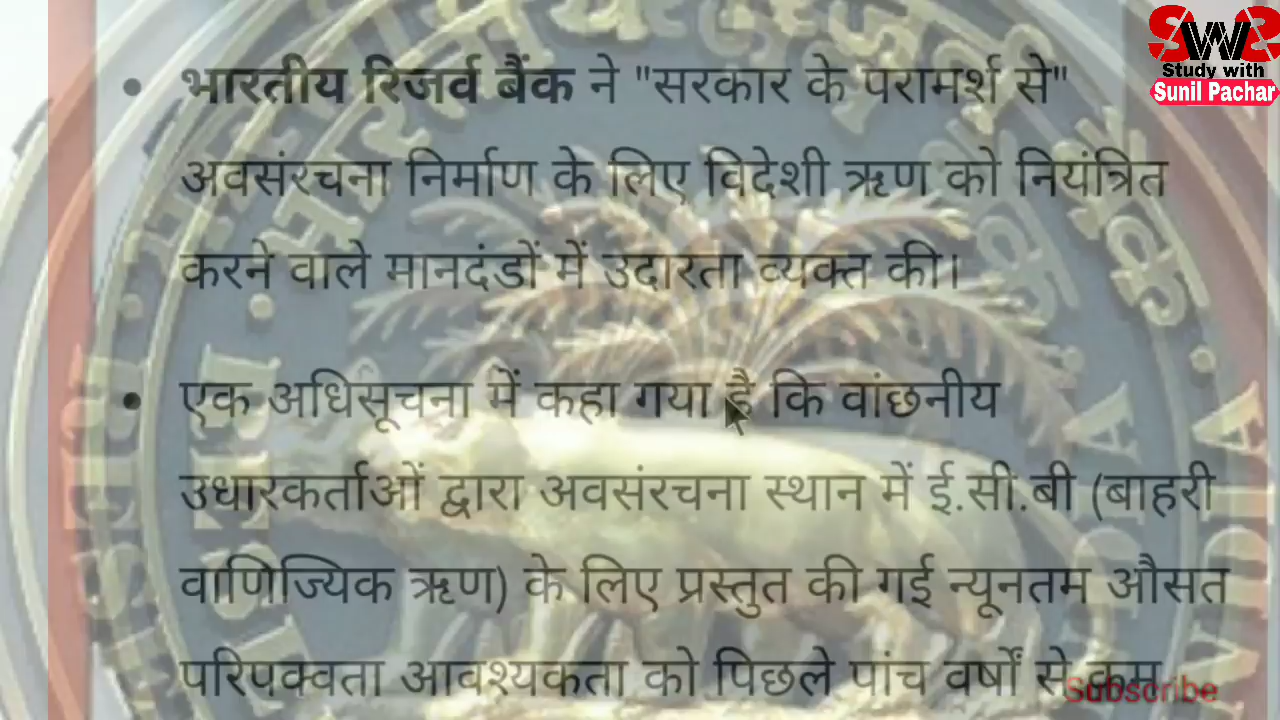 SWS
Study with
Sunil Pachar
• भारतीय रिजर्व बैंक ने "सरकार के परामर्श से"
अवसंरचना निर्माण के लिए विदेशी ऋण को नियंत्रित
करने वाले मानदंडों में उदारता व्यक्त की।
• एक अधिसूचना में कहा गया है कि वांछनीय
उधारकर्ताओं द्वारा अवसंरचना स्थान में ई.सी.बी (बाहरी
वाणिज्यिक ऋण) के लिए प्रस्तुत की गई न्यूनतम औसत
परिपक्वता आवश्यकता को पिछले पांच वर्षों से कम
Subscribe